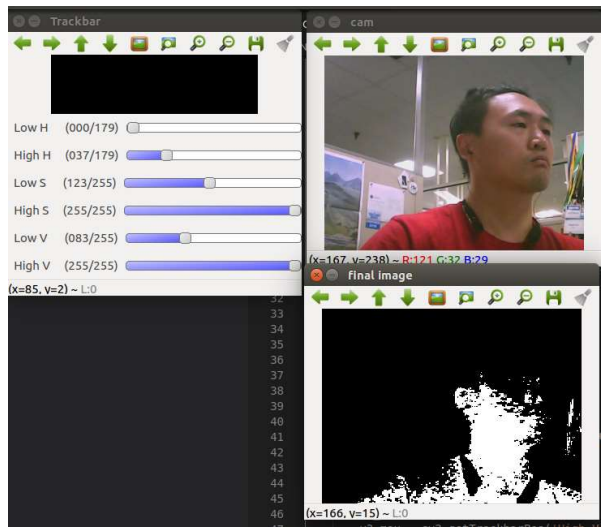 Trackbar
Low H (000/179)
High H (037/179)
Low S (123/255)
High S (255/255)
Low V (083/255)
High V (255/255)
(x=85, y=2) ~ L:0
cam
(x=167, y=238) ~ R:121 G:32 B:29
final image
(x=166, y=15) ~ L:0
32
33
34
35
36
37
38
39
40
41
42
43
44
45
46